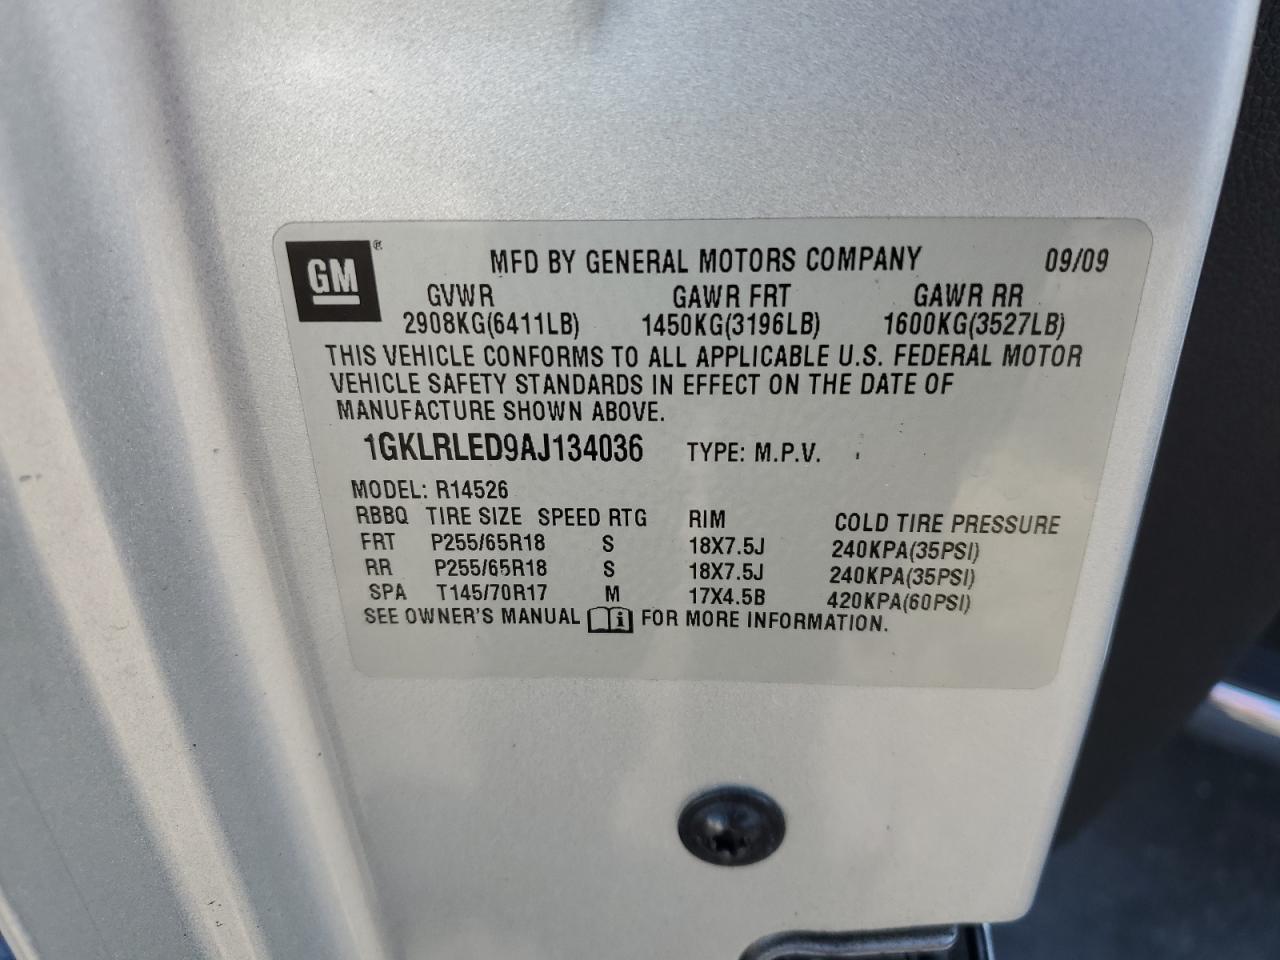 GM® MFD BY GENERAL MOTORS COMPANY 09/09
GVWR GAWR FRT GAWR RR
2908KG(6411LB) 1450KG(3196LB) 1600KG(3527LB)
THIS VEHICLE CONFORMS TO ALL APPLICABLE U.S. FEDERAL MOTOR
VEHICLE SAFETY STANDARDS IN EFFECT ON THE DATE OF
MANUFACTURE SHOWN ABOVE.
1GKLRLED9AJ134036 TYPE: M.P.V.
MODEL: R14526
RBBQ TIRE SIZE SPEED RTG RIM COLD TIRE PRESSURE
FRT P255/65R18 S 18X7.5J 240KPA(35PSI)
RR P255/65R18 S 18X7.5J 240KPA(35PSI)
SPA T145/70R17 M 17X4.5B 420KPA(60PSI)
SEE OWNER'S MANUAL i FOR MORE INFORMATION.